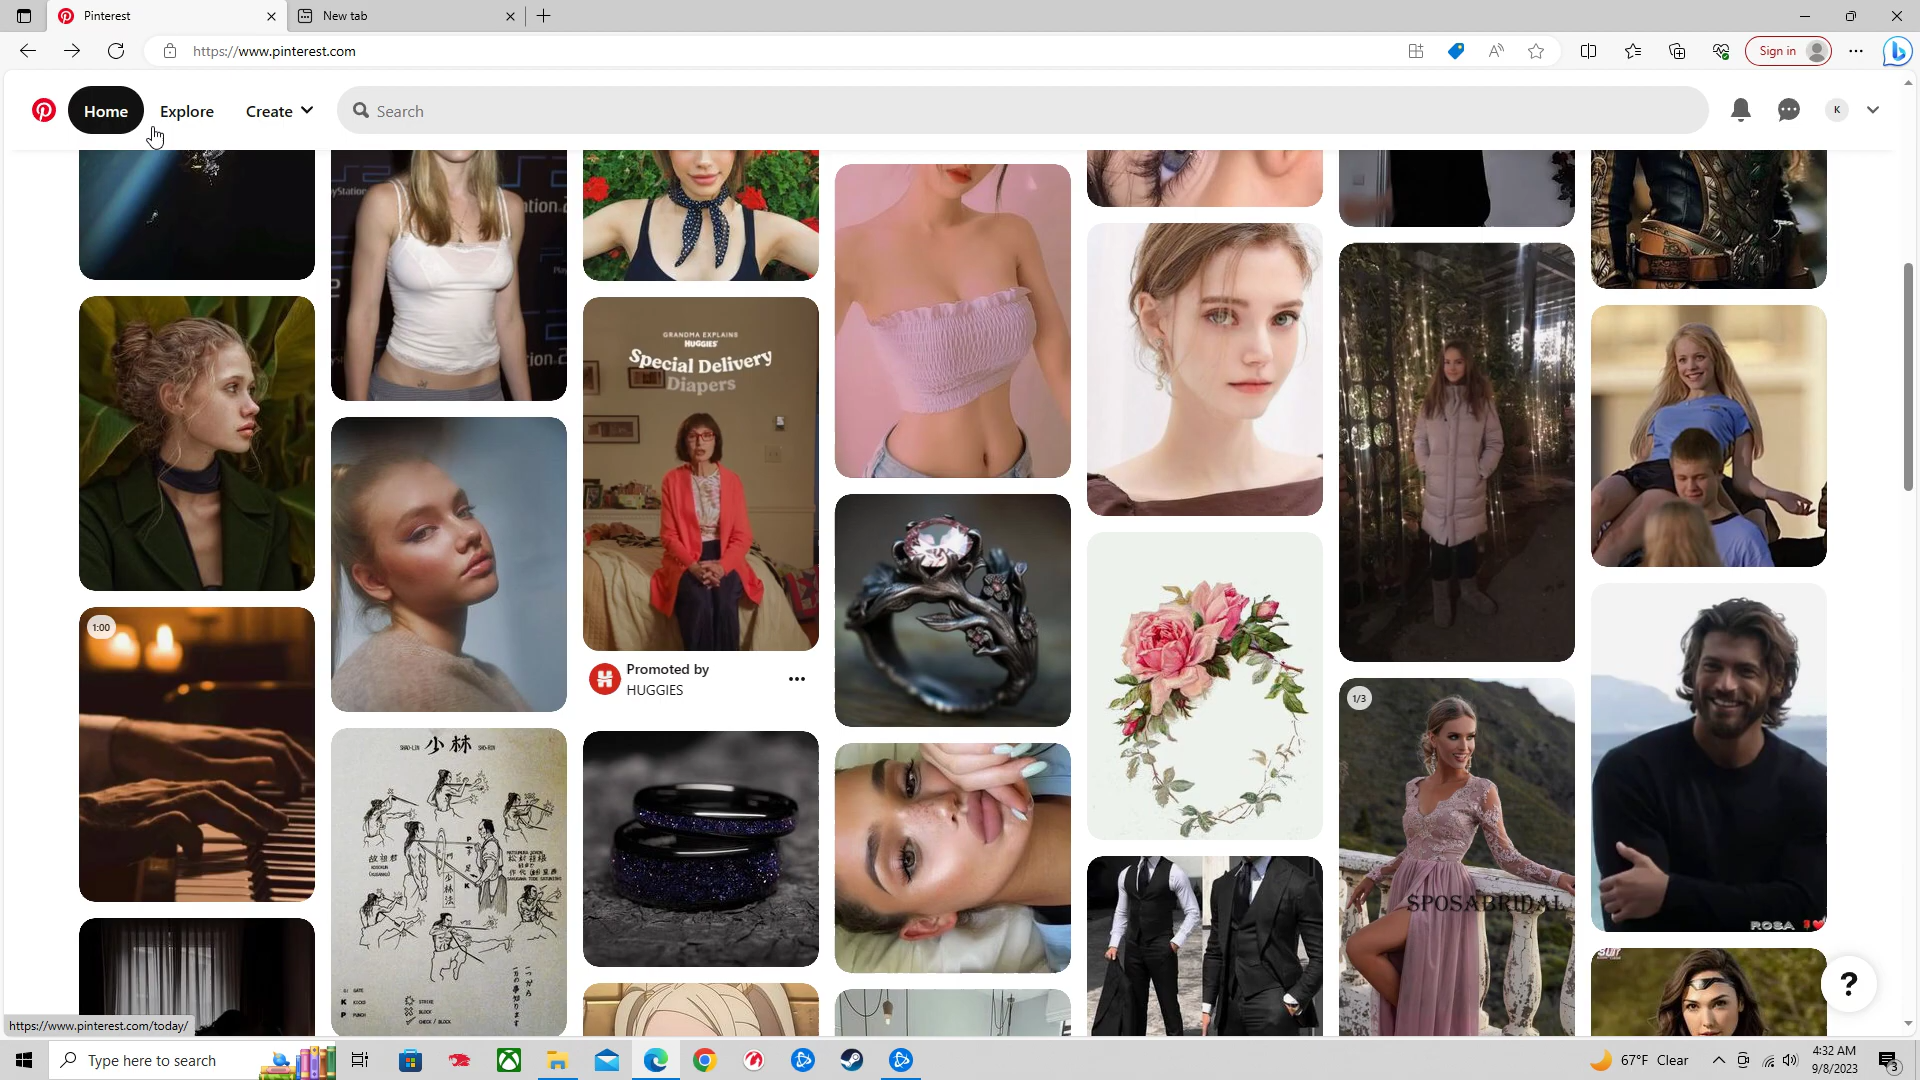 Pinterest
New tab
https://www.pinterest.com
Sign in
Home
Explore
Create
Search
K
GRANDMA EXPLAINS
HUGGIES
Special Delivery
Diapers
Promoted by
HUGGIES
1:00
少林
1/3
SPOSABRIDAL
ROSA
?
https://www.pinterest.com/today/
Type here to search
67°F Clear
4:32 AM
9/8/2023
3